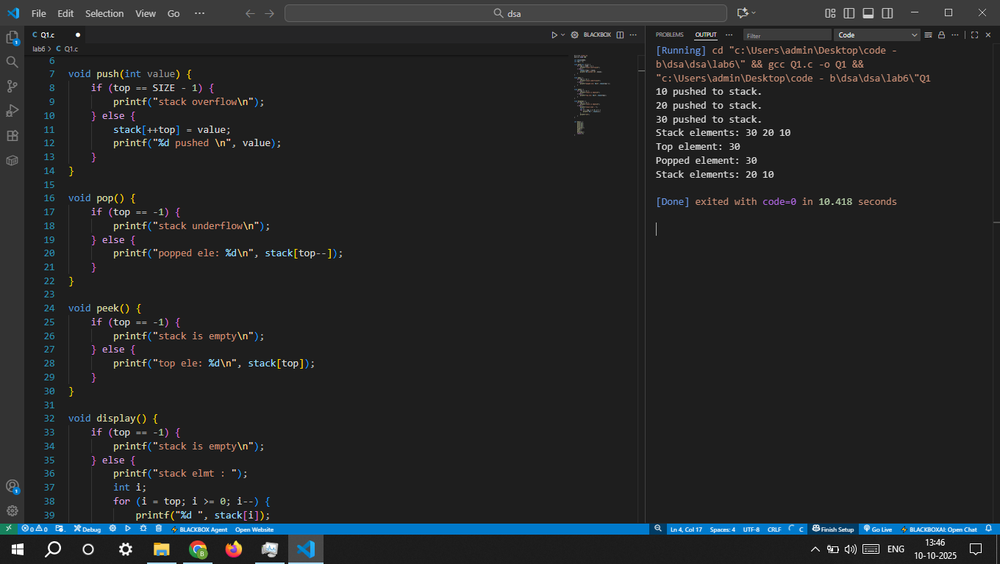 File Edit Selection View Go ··· dsa
Q1.c BLACKBOX ···
lab6 > C Q1.c
6
7 void push(int value) {
8 if (top == SIZE - 1) {
9 printf("stack overflow\n");
10 } else {
11 stack[++top] = value;
12 printf("%d pushed \n", value);
13 }
14 }
15
16 void pop() {
17 if (top == -1) {
18 printf("stack underflow\n");
19 } else {
20 printf("popped ele: %d\n", stack[top--]);
21 }
22 }
23
24 void peek() {
25 if (top == -1) {
26 printf("stack is empty\n");
27 } else {
28 printf("top ele: %d\n", stack[top]);
29 }
30 }
31
32 void display() {
33 if (top == -1) {
34 printf("stack is empty\n");
35 } else {
36 printf("stack elmt : ");
37 int i;
38 for (i = top; i >= 0; i--) {
39 printf("%d ", stack[i]);
PROBLEMS OUTPUT ··· Filter Code ···
[Running] cd "c:\Users\admin\Desktop\code -
b\dsa\dsa\lab6\" && gcc Q1.c -o Q1 &&
"c:\Users\admin\Desktop\code - b\dsa\dsa\lab6\"Q1
10 pushed to stack.
20 pushed to stack.
30 pushed to stack.
Stack elements: 30 20 10
Top element: 30
Popped element: 30
Stack elements: 20 10
[Done] exited with code=0 in 10.418 seconds
0 0 Debug BLACKBOX Agent Open Website Ln 4, Col 17 Spaces: 4 UTF-8 CRLF C Finish Setup Go Live BLACKBOXAI: Open Chat
ENG 13:46
10-10-2025